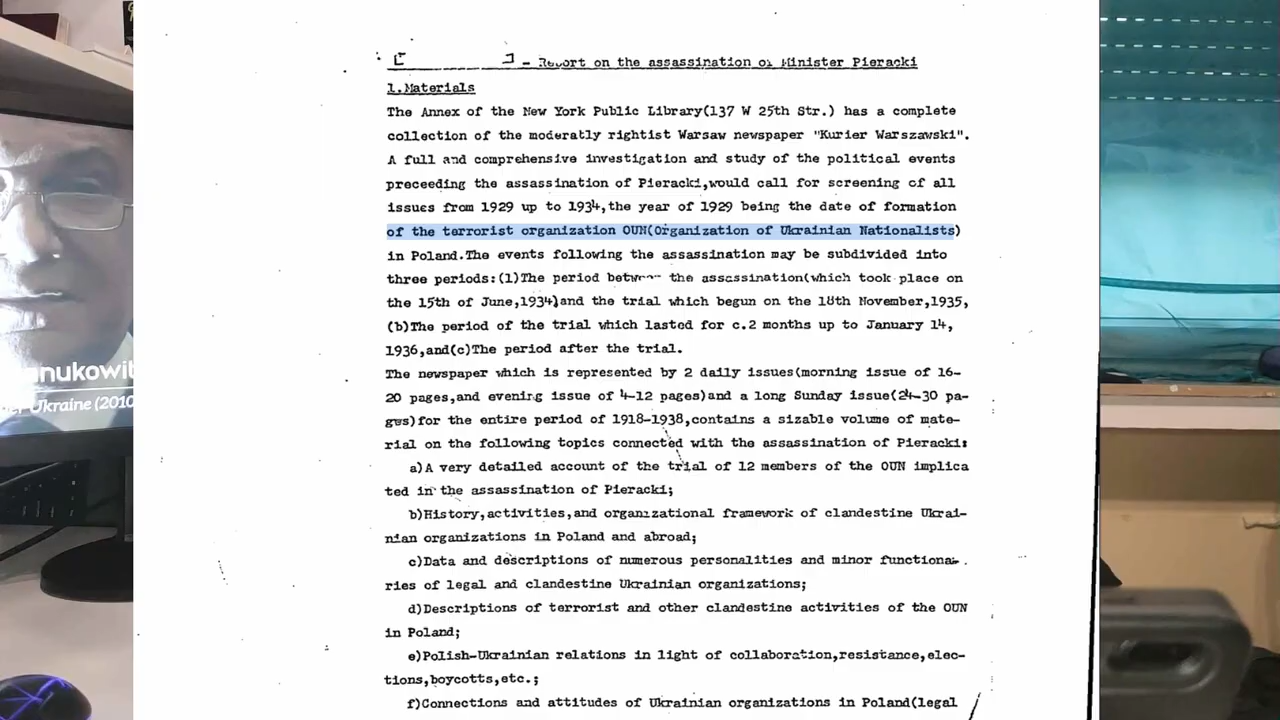 [ ] - Report on the assassination of Minister Pieracki
1.Materials
The Annex of the New York Public Library(137 W 25th Str.) has a complete
collection of the moderatly rightist Warsaw newspaper "Kurier Warszawski".
A full and comprehensive investigation and study of the political events
preceeding the assassination of Pieracki,would call for screening of all
issues from 1929 up to 1934,the year of 1929 being the date of formation
of the terrorist organization OUN(Organization of Ukrainian Nationalists)
in Poland.The events following the assassination may be subdivided into
three periods:(1)The period between the assassination(which took place on
the 15th of June,1934)and the trial which begun on the 18th November,1935,
(b)The period of the trial which lasted for c.2 months up to January 14,
1936,and(c)The period after the trial.
The newspaper which is represented by 2 daily issues(morning issue of 16-
20 pages,and evening issue of 4-12 pages)and a long Sunday issue(24-30 pa-
ges)for the entire period of 1918-1938,contains a sizable volume of mate-
rial on the following topics connected with the assassination of Pieracki:
a)A very detailed account of the trial of 12 members of the OUN implica
ted in the assassination of Pieracki;
b)History,activities,and organizational framework of clandestine Ukrai-
nian organizations in Poland and abroad;
c)Data and descriptions of numerous personalities and minor functiona-
ries of legal and clandestine Ukrainian organizations;
d)Descriptions of terrorist and other clandestine activities of the OUN
in Poland;
e)Polish-Ukrainian relations in light of collaboration,resistance,elec-
tions,boycotts,etc.;
f)Connections and attitudes of Ukrainian organizations in Poland(legal
anukowi
Ukraine (2010